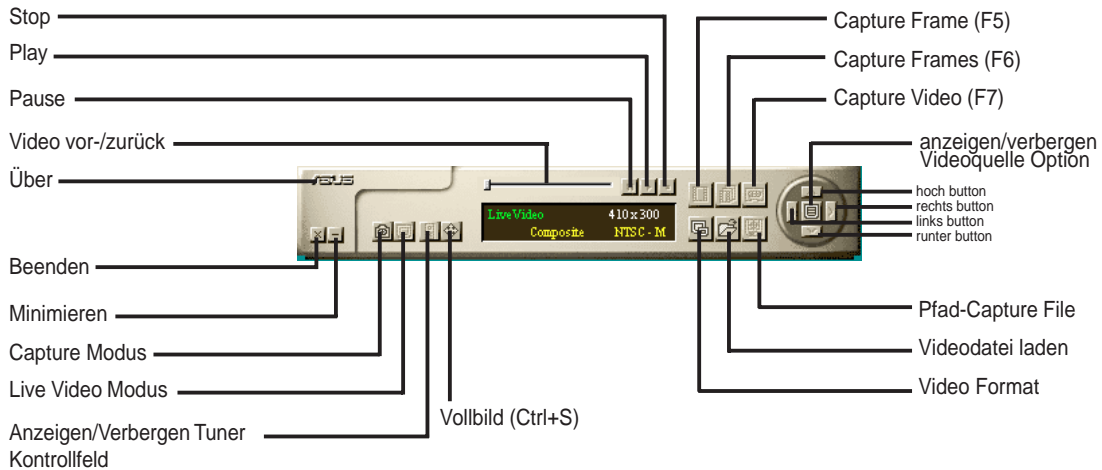 Stop
Play
Pause
Video vor-/zurück
Über
Beenden
Minimieren
Capture Modus
Live Video Modus
Anzeigen/Verbergen Tuner
Kontrollfeld
Vollbild (Ctrl+S)
ASUS
Live Video 410x300
Composite NTSC - M
Capture Frame (F5)
Capture Frames (F6)
Capture Video (F7)
anzeigen/verbergen
Videoquelle Option
hoch button
rechts button
links button
runter button
Pfad-Capture File
Videodatei laden
Video Format